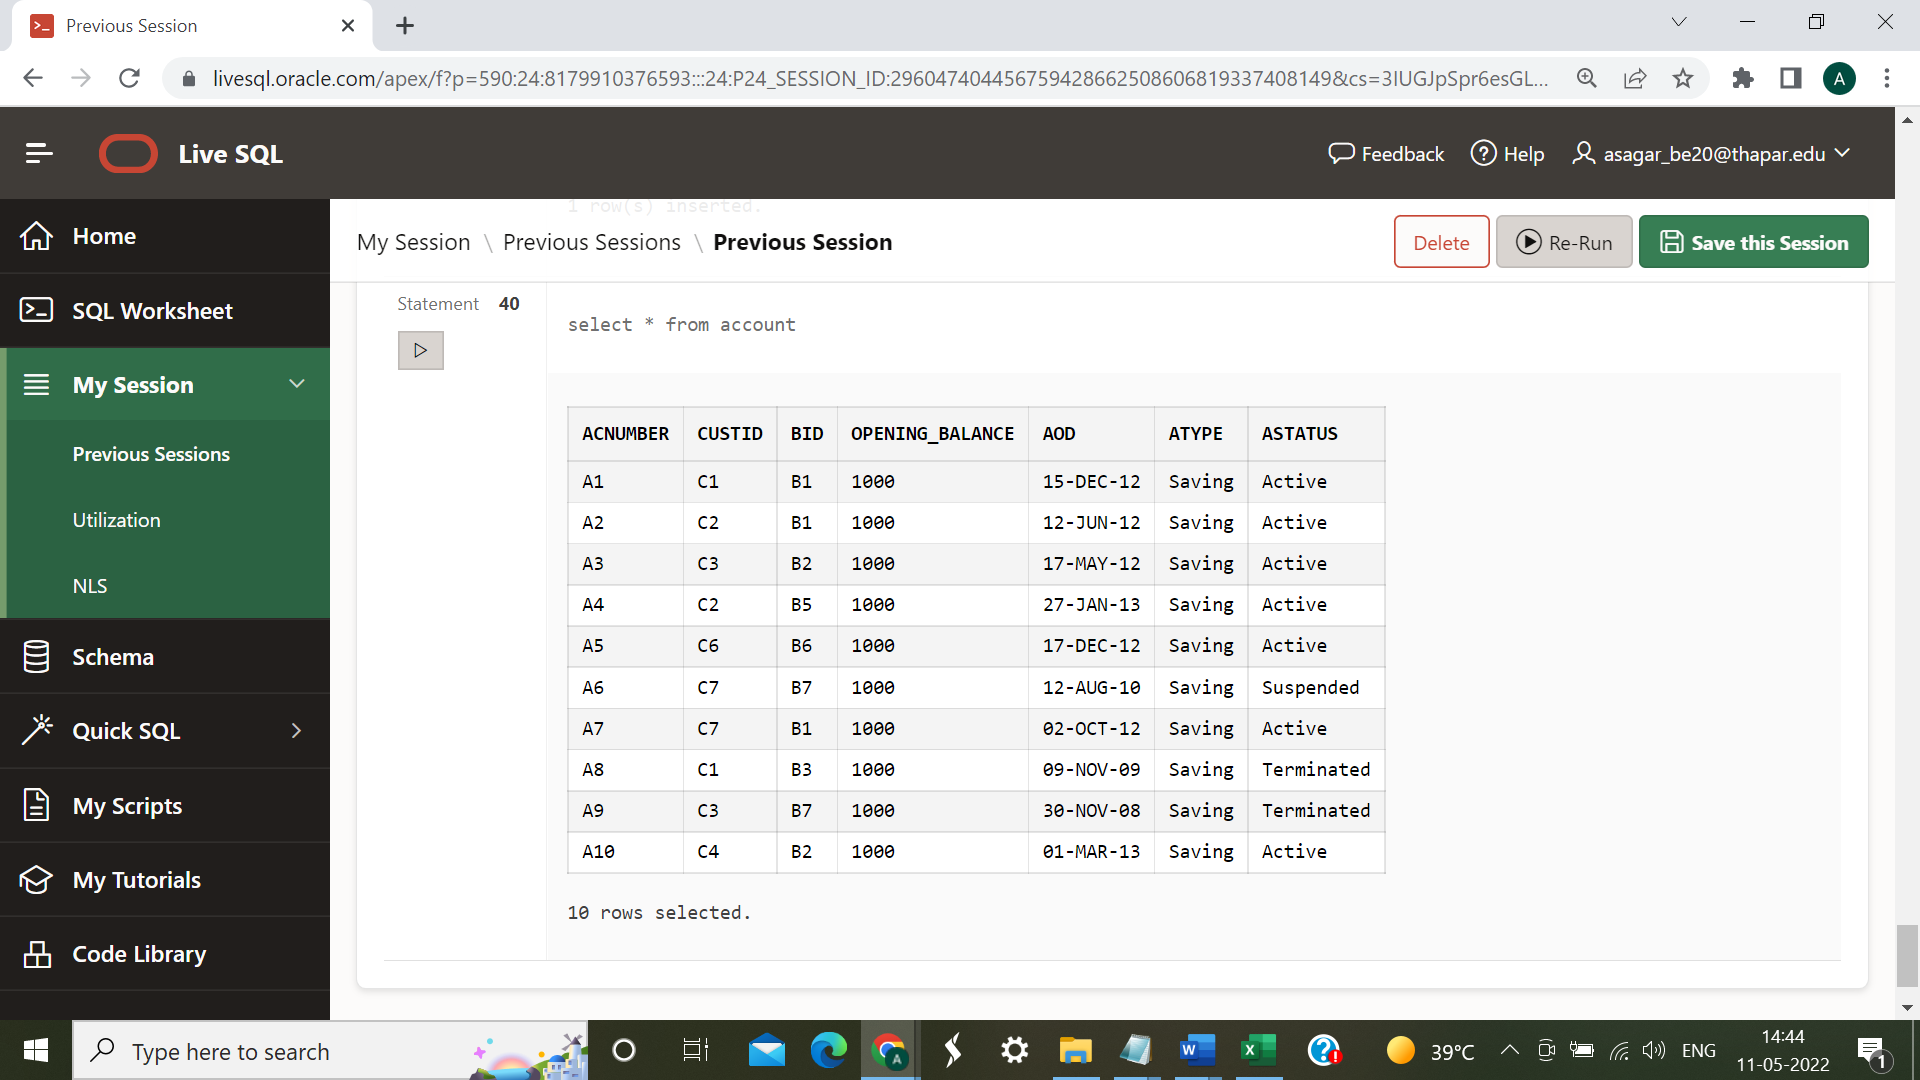 Previous Session
livesql.oracle.com/apex/f?p=590:24:8179910376593:::24:P24_SESSION_ID:296047404456759428662508606819337408149&cs=3IUGJpSpr6esGL...
A
Live SQL
Feedback
Help
asagar_be20@thapar.edu
Home
SQL Worksheet
My Session
Previous Sessions
Utilization
NLS
Schema
Quick SQL
My Scripts
My Tutorials
Code Library
1 row(s) inserted.
My Session \ Previous Sessions \ Previous Session
Delete
Re-Run
Save this Session
Statement 40
select * from account
ACNUMBER CUSTID BID OPENING_BALANCE AOD ATYPE ASTATUS
A1 C1 B1 1000 15-DEC-12 Saving Active
A2 C2 B1 1000 12-JUN-12 Saving Active
A3 C3 B2 1000 17-MAY-12 Saving Active
A4 C2 B5 1000 27-JAN-13 Saving Active
A5 C6 B6 1000 17-DEC-12 Saving Active
A6 C7 B7 1000 12-AUG-10 Saving Suspended
A7 C7 B1 1000 02-OCT-12 Saving Active
A8 C1 B3 1000 09-NOV-09 Saving Terminated
A9 C3 B7 1000 30-NOV-08 Saving Terminated
A10 C4 B2 1000 01-MAR-13 Saving Active
10 rows selected.
Type here to search
39°C
ENG
14:44
11-05-2022
1